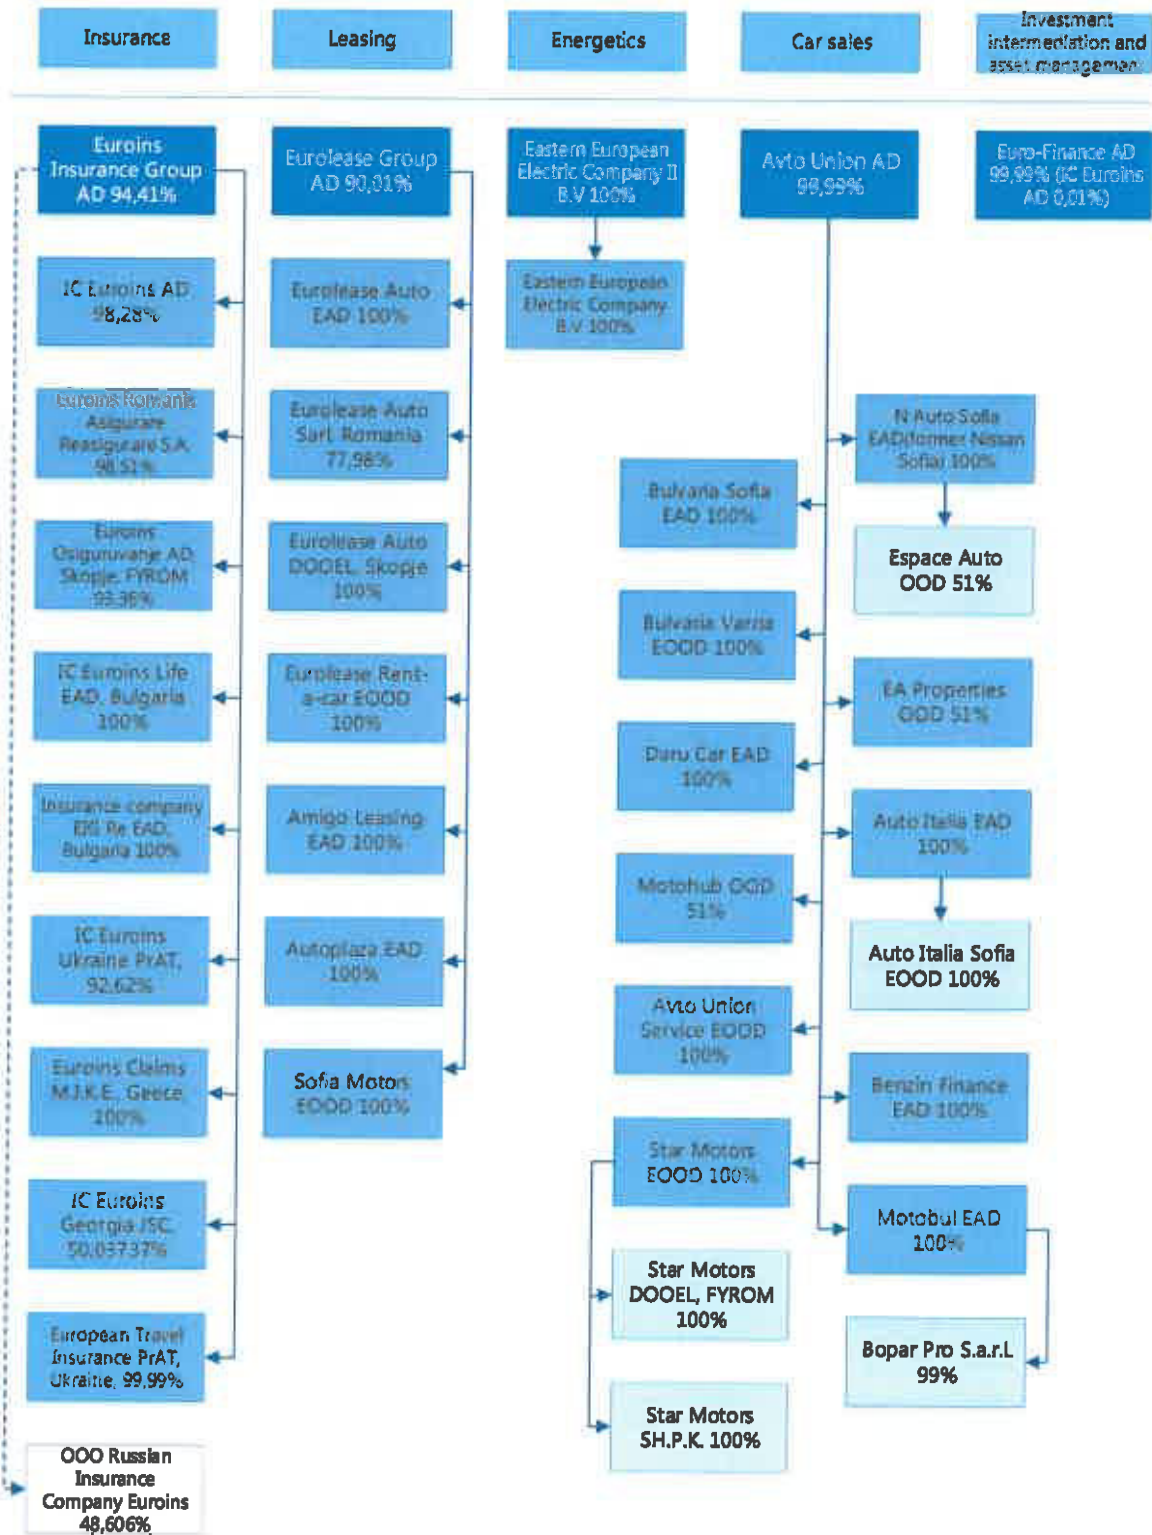 Insurance
Leasing
Energetics
Car sales
Investment
intermediation and
asset management
Euroins
Insurance Group
AD 94,41%
Eurolease Group
AD 90,01%
Eastern European
Electric Company II
B.V 100%
Avto Union AD
99,99%
Euro-Finance AD
99,99% (IC Euroins
AD 0,01%)
IC Euroins AD
98,28%
Eurolease Auto
EAD 100%
Eastern European
Electric Company
B.V 100%
Euroins Romania
Asigurare
Reasigurare S.A.
98,51%
Eurolease Auto
Sarl. Romania
77,98%
N Auto Sofia
EAD(former Nissan
Sofia) 100%
Bulvaria Sofia
EAD 100%
Euroins
Osiguruvanje AD,
Skopje, FYROM
93,36%
Eurolease Auto
DOOEL, Skopje
100%
Espace Auto
OOD 51%
Bulvaria Varna
EOOD 100%
IC Euroins Life
EAD, Bulgaria
100%
Eurolease Rent-
a-car EOOD
100%
EA Properties
OOD 51%
Daru Car EAD
100%
Insurance company
EIG Re EAD,
Bulgaria 100%
Amigo Leasing
EAD 100%
Auto Italia EAD
100%
Motohub OOD
51%
IC Euroins
Ukraine PrAT,
92,62%
Autoplaza EAD
100%
Auto Italia Sofia
EOOD 100%
Avto Union
Service EOOD
100%
Euroins Claims
M.I.K.E., Geece,
100%
Sofia Motors
EOOD 100%
Benzin Finance
EAD 100%
Star Motors
EOOD 100%
IC Euroins
Georgia JSC,
50,03737%
Motobul EAD
100%
Star Motors
DOOEL, FYROM
100%
European Travel
Insurance PrAT,
Ukraine, 99,99%
Bopar Pro S.a.r.L
99%
Star Motors
SH.P.K. 100%
OOO Russian
Insurance
Company Euroins
48,606%